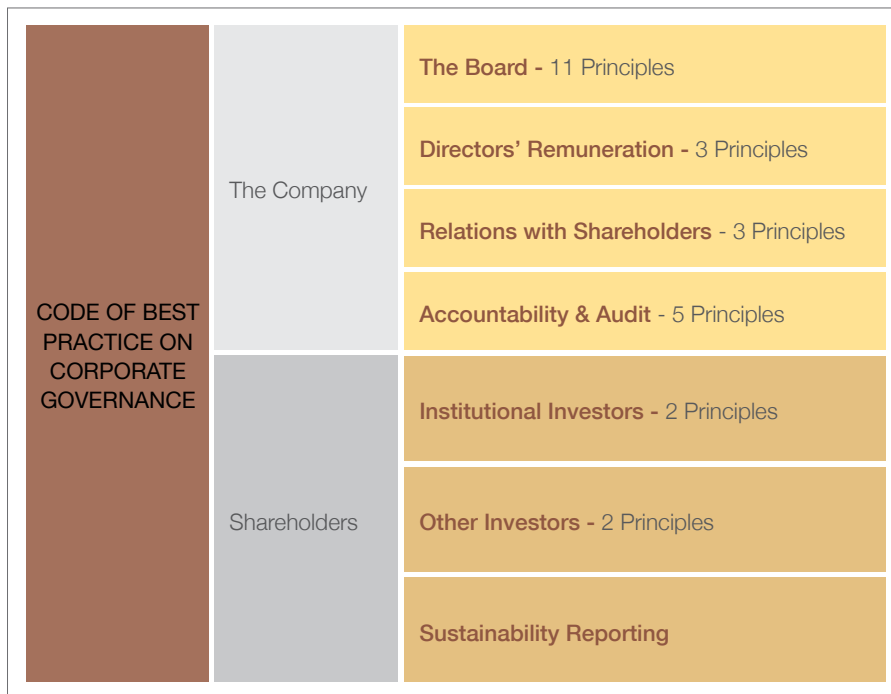 CODE OF BEST
PRACTICE ON
CORPORATE
GOVERNANCE
The Company
The Board - 11 Principles
Directors’ Remuneration - 3 Principles
Relations with Shareholders - 3 Principles
Accountability & Audit - 5 Principles
Shareholders
Institutional Investors - 2 Principles
Other Investors - 2 Principles
Sustainability Reporting